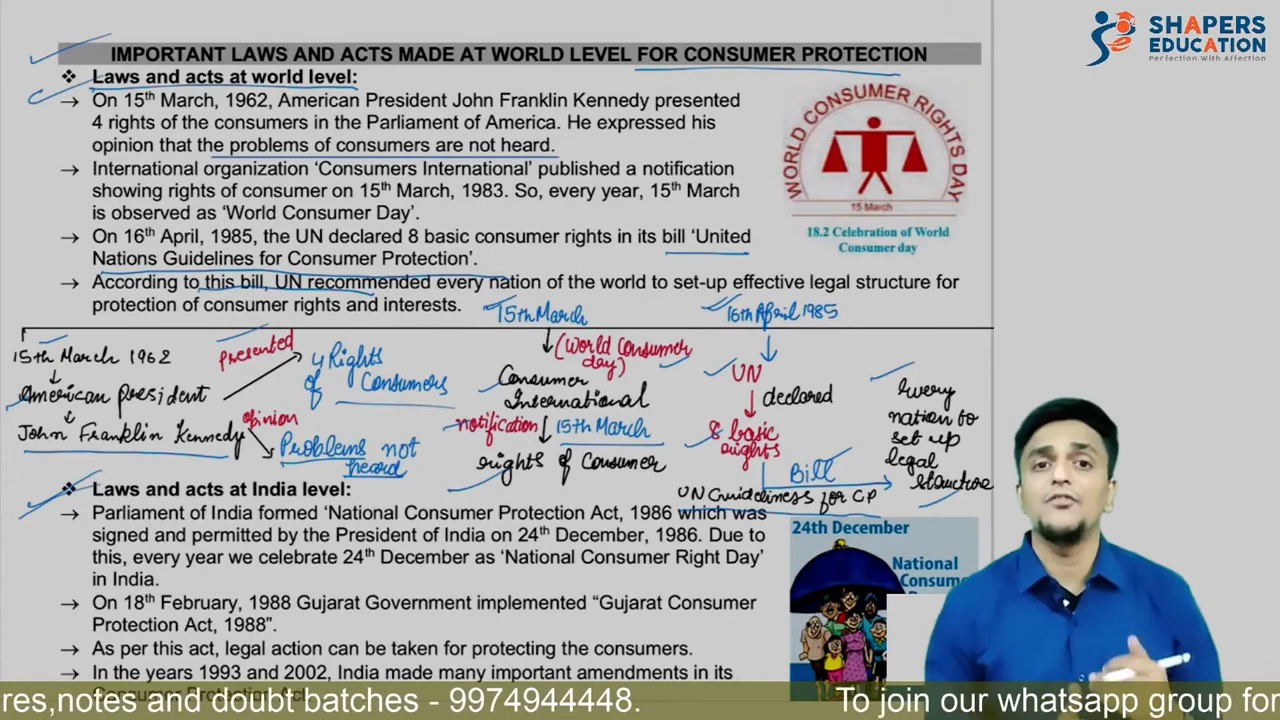 SHAPERS
EDUCATION
Perfection With Affection
IMPORTANT LAWS AND ACTS MADE AT WORLD LEVEL FOR CONSUMER PROTECTION
❖ Laws and acts at world level:
→ On 15th March, 1962, American President John Franklin Kennedy presented
4 rights of the consumers in the Parliament of America. He expressed his
opinion that the problems of consumers are not heard.
→ International organization ‘Consumers International’ published a notification
showing rights of consumer on 15th March, 1983. So, every year, 15th March
is observed as ‘World Consumer Day’.
→ On 16th April, 1985, the UN declared 8 basic consumer rights in its bill ‘United
Nations Guidelines for Consumer Protection’.
→ According to this bill, UN recommended every nation of the world to set-up effective legal structure for
protection of consumer rights and interests.
WORLD CONSUMER RIGHTS DAY
15 March
18.2 Celebration of World
Consumer day
15th March 1962
American president
John Franklin Kennedy
presented
4 Rights
of Consumers
opinion
Problems not
heard
15th March
(World Consumer
day)
Consumer
International
notification
15th March
rights of Consumer
16th April 1985
UN
declared
8 basic
rights
Bill
UN Guideliness for CP
Every
nation to
set up
legal
structure
❖ Laws and acts at India level:
→ Parliament of India formed ‘National Consumer Protection Act, 1986 which was
signed and permitted by the President of India on 24th December, 1986. Due to
this, every year we celebrate 24th December as ‘National Consumer Right Day’
in India.
→ On 18th February, 1988 Gujarat Government implemented “Gujarat Consumer
Protection Act, 1988”.
→ As per this act, legal action can be taken for protecting the consumers.
→ In the years 1993 and 2002, India made many important amendments in its
Consumer Protection Act.
24th December
National
Consume
res,notes and doubt batches - 9974944448.
To join our whatsapp group for